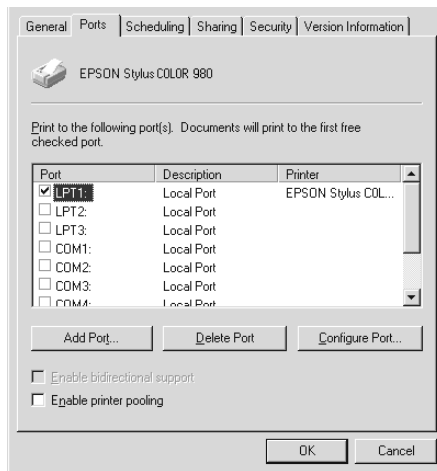 General Ports Scheduling Sharing Security Version Information
EPSON Stylus COLOR 980
Print to the following port(s). Documents will print to the first free
checked port.
Port Description Printer
LPT1: Local Port EPSON Stylus COL...
LPT2: Local Port
LPT3: Local Port
COM1: Local Port
COM2: Local Port
COM3: Local Port
COM4: Local Port
Add Port... Delete Port Configure Port...
Enable bidirectional support
Enable printer pooling
OK Cancel